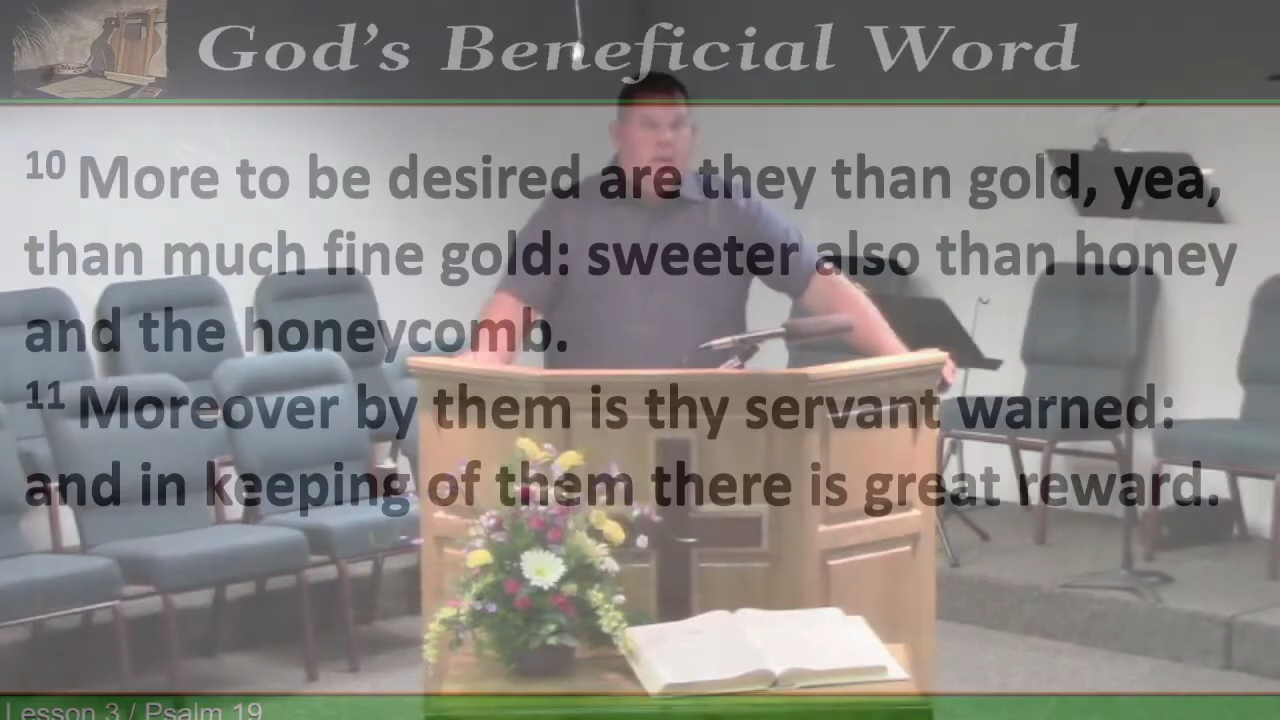 God's Beneficial Word
10 More to be desired are they than gold, yea,
than much fine gold: sweeter also than honey
and the honeycomb.
11 Moreover by them is thy servant warned:
and in keeping of them there is great reward.
Lesson 3 / Psalm 19